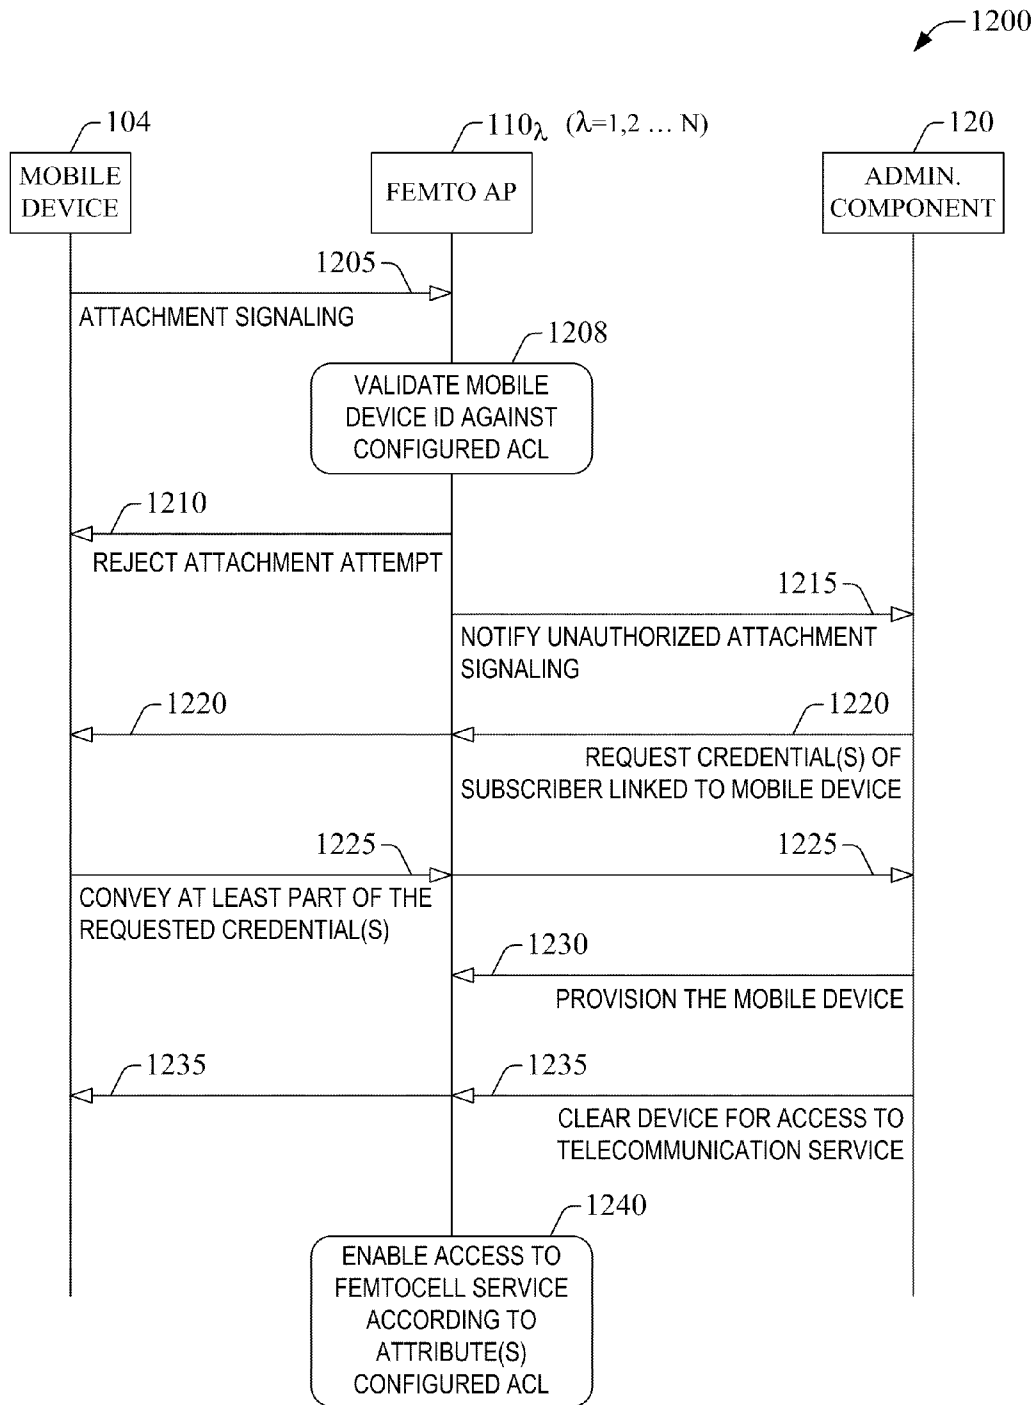 1200
104
110λ (λ=1,2 ... N)
120
MOBILE
DEVICE
FEMTO AP
ADMIN.
COMPONENT
1205
ATTACHMENT SIGNALING
1208
VALIDATE MOBILE
DEVICE ID AGAINST
CONFIGURED ACL
1210
REJECT ATTACHMENT ATTEMPT
1215
NOTIFY UNAUTHORIZED ATTACHMENT
SIGNALING
1220
1220
REQUEST CREDENTIAL(S) OF
SUBSCRIBER LINKED TO MOBILE DEVICE
1225
1225
CONVEY AT LEAST PART OF THE
REQUESTED CREDENTIAL(S)
1230
PROVISION THE MOBILE DEVICE
1235
1235
CLEAR DEVICE FOR ACCESS TO
TELECOMMUNICATION SERVICE
1240
ENABLE ACCESS TO
FEMTOCELL SERVICE
ACCORDING TO
ATTRIBUTE(S)
CONFIGURED ACL